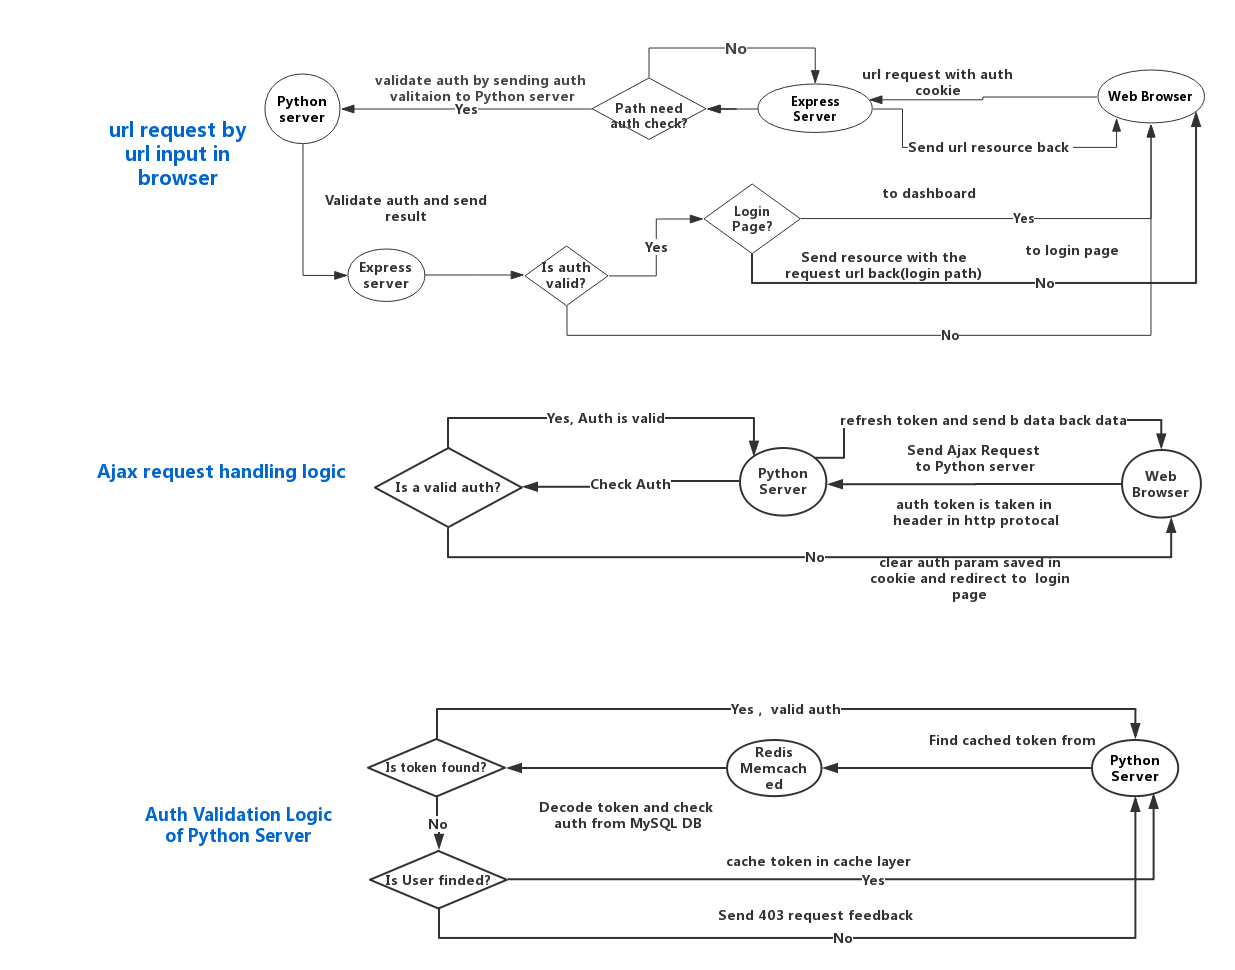 url request by
url input in
browser
No
validate auth by sending auth
valitaion to Python server
Yes
Python
server
Path need
auth check?
Express
Server
url request with auth
cookie
Web Browser
Send url resource back
Validate auth and send
result
Login
Page?
to dashboard
Yes
Yes
to login page
Send resource with the
request url back(login path)
No
Express
server
Is auth
valid?
No
Ajax request handling logic
Yes, Auth is valid
refresh token and send b data back data
Is a valid auth?
Check Auth
Python
Server
Send Ajax Request
to Python server
Web
Browser
auth token is taken in
header in http protocal
No
clear auth param saved in
cookie and redirect to  login
page
Auth Validation Logic
of Python Server
Yes ,  valid auth
Is token found?
Redis
Memcach
ed
Find cached token from
Python
Server
Decode token and check
auth from MySQL DB
No
cache token in cache layer
Is User finded?
Yes
Send 403 request feedback
No